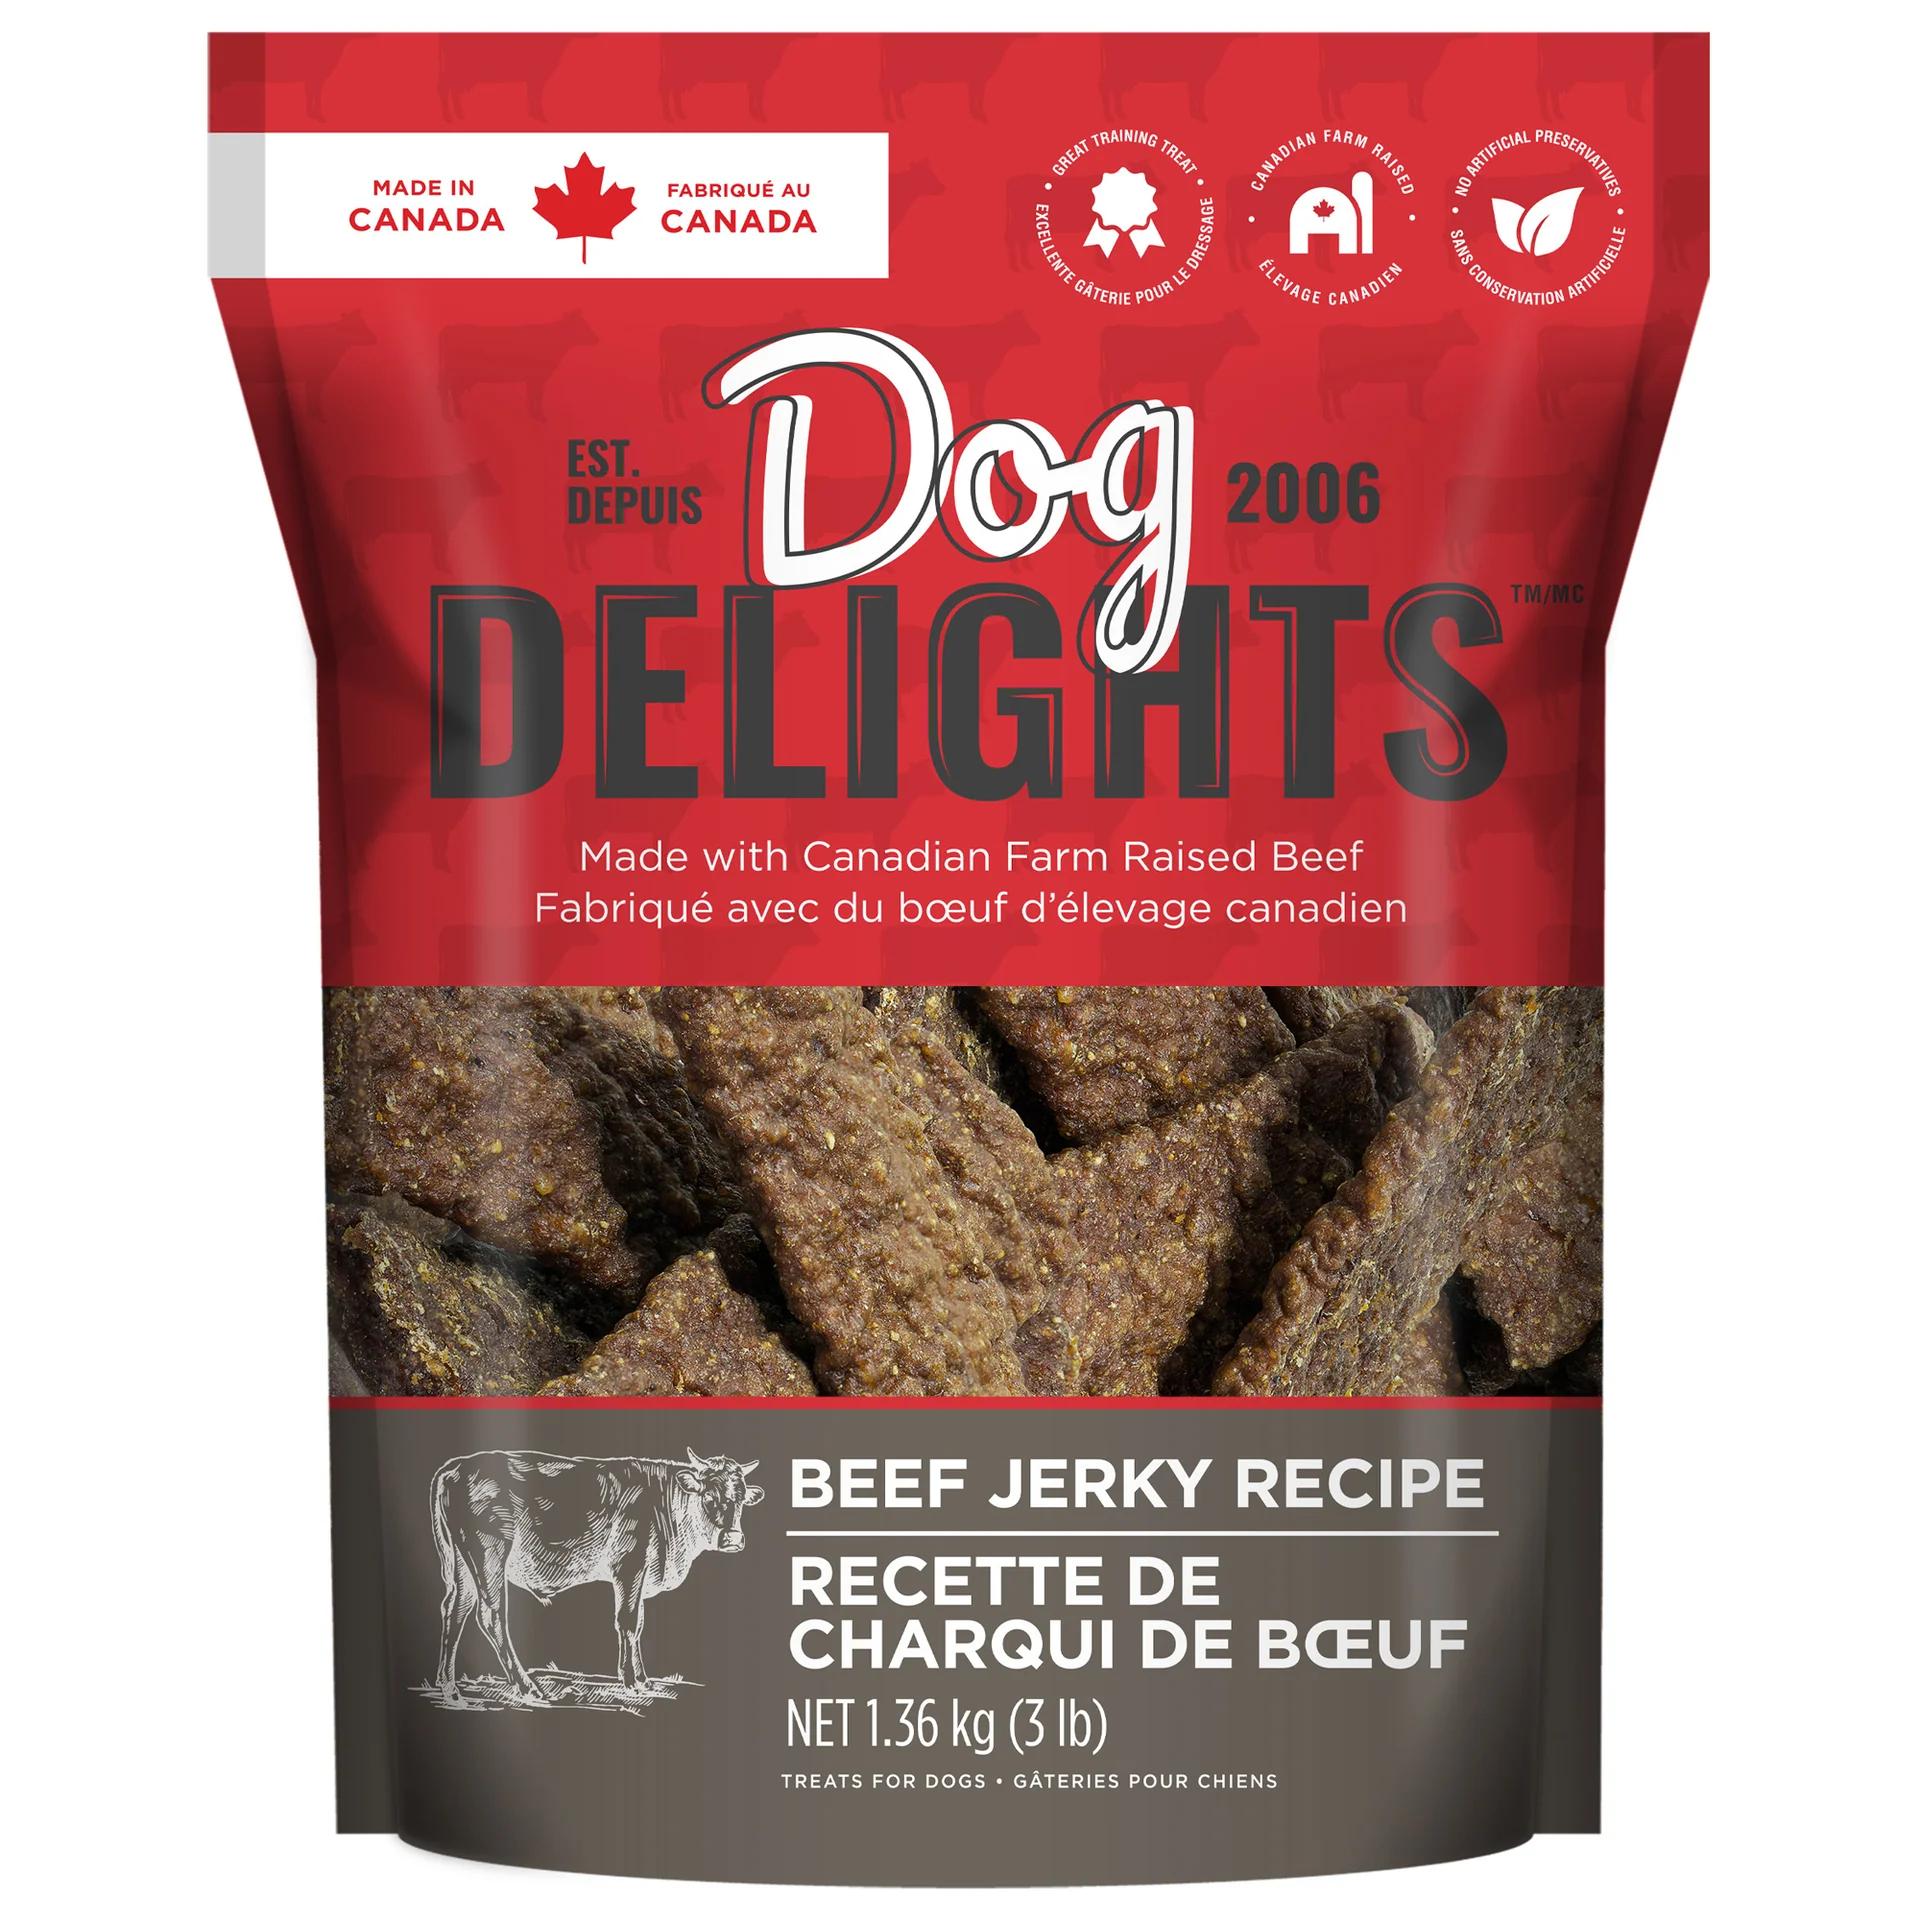 MADE IN
CANADA
FABRIQUÉ AU
CANADA
GREAT TRAINING TREAT
EXCELLENTE GÂTERIE POUR LE DRESSAGE
CANADIAN FARM RAISED
ÉLEVAGE CANADIEN
NO ARTIFICIAL PRESERVATIVES
SANS CONSERVATION ARTIFICIELLE
EST.
DEPUIS
Dog
2006
DELIGHTS TM/MC
Made with Canadian Farm Raised Beef
Fabriqué avec du bœuf d'élevage canadien
BEEF JERKY RECIPE
RECETTE DE
CHARQUI DE BŒUF
NET 1.36 kg (3 lb)
TREATS FOR DOGS • GÂTERIES POUR CHIENS